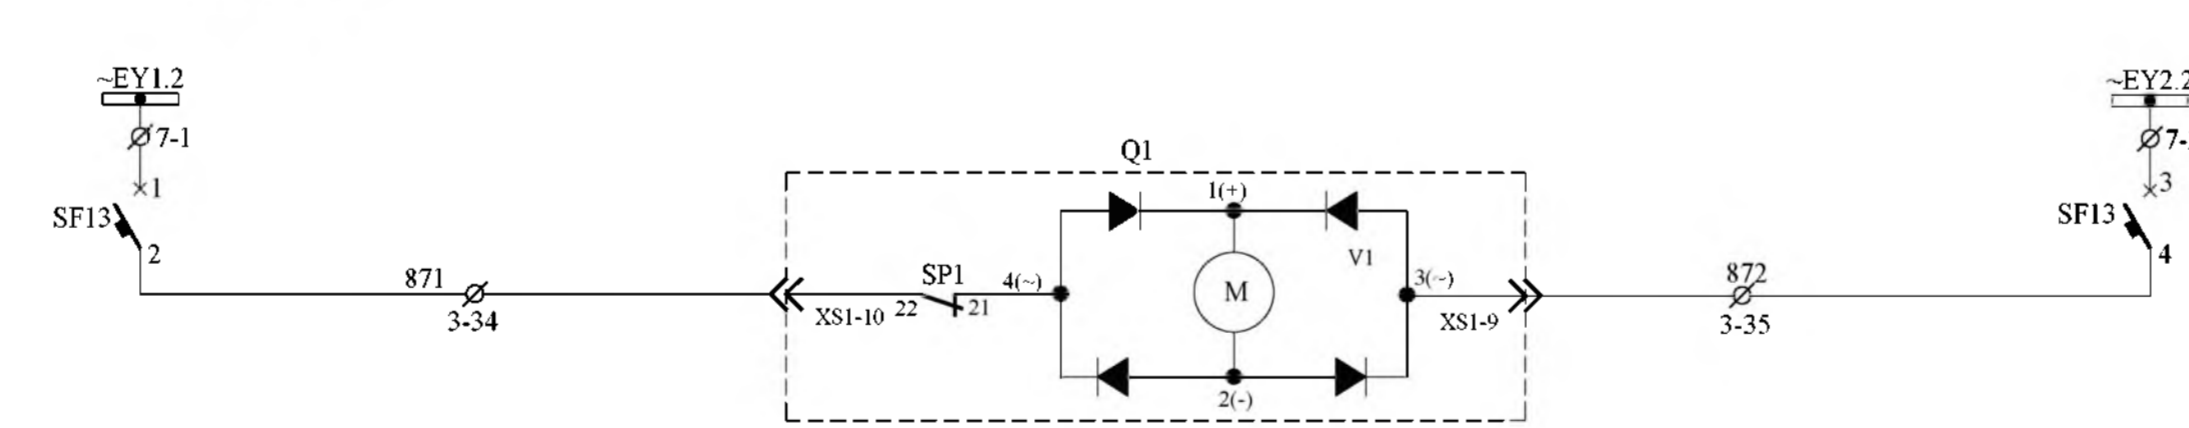 ~EY1.2
7-1
1
SF13
2
871
3-34
Q1
XS1-10
22
SP1
21
4(~)
1(+)
V1
M
2(-)
3(~)
XS1-9
872
3-35
~EY2.2
7-
3
SF13
4